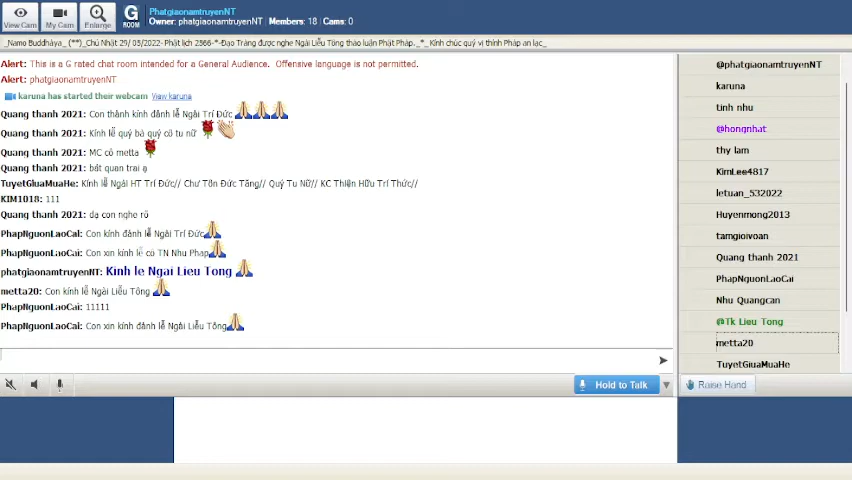 View Cam
My Cam
Enlarge
G
ROOM
PhatgiaonamtruyenNT
Owner: phatgiaonamtruyenNT | Members: 18 | Cams: 0
_Namo Buddhàya_ (**)_Chủ Nhật 29/ 05/2022- Phật lịch 2566-*-Đạo Tràng được nghe Ngài Liễu Tông thảo luận Phật Pháp._*_ Kính chúc quý vị thính Pháp an lạc_
Alert: This is a G rated chat room intended for a General Audience. Offensive language is not permitted.
Alert: phatgiaonamtruyenNT
karuna has started their webcam View karuna
Quang thanh 2021: Con thành kính đảnh lễ Ngài Trí Đức
Quang thanh 2021: Kính lễ quý bà quý cô tu nữ
Quang thanh 2021: MC cô metta
Quang thanh 2021: bát quan trai ạ
TuyetGiuaMuaHe: Kính lễ Ngài HT Trí Đức// Chư Tôn Đức Tăng// Quý Tu Nữ// KC Thiện Hữu Trí Thức//
KIM1018: 111
Quang thanh 2021: dạ con nghe rõ
PhapNguonLaoCai: Con kính đảnh lễ Ngài Trí Đức
PhapNguonLaoCai: Con xin kính lễ cô TN Nhu Phap
phatgiaonamtruyenNT: Kinh le Ngai Lieu Tong
metta20: Con kính lễ Ngài Liễu Tông
PhapNguonLaoCai: 11111
PhapNguonLaoCai: Con xin kính đảnh lễ Ngài Liễu Tông
Hold to Talk
@phatgiaonamtruyenNT
karuna
tinh nhu
@hongnhat
thy lam
KimLee4817
letuan_532022
Huyenmong2013
tamgioivoan
Quang thanh 2021
PhapNguonLaoCai
Nhu Quangcan
@Tk Lieu Tong
metta20
TuyetGiuaMuaHe
Raise Hand